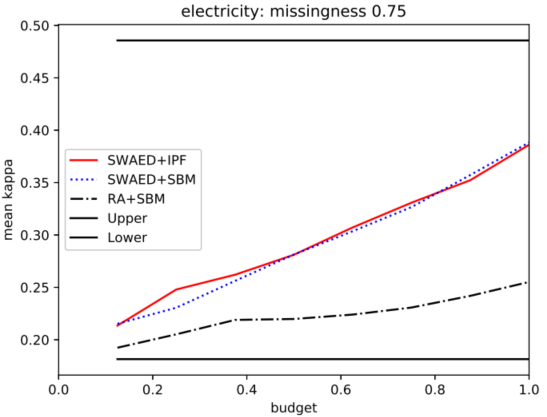 electricity: missingness 0.75
0.50
0.45
0.40
0.35
0.30
0.25
0.20
mean kappa
SWAED+IPF
SWAED+SBM
RA+SBM
Upper
Lower
0.0 0.2 0.4 0.6 0.8 1.0
budget